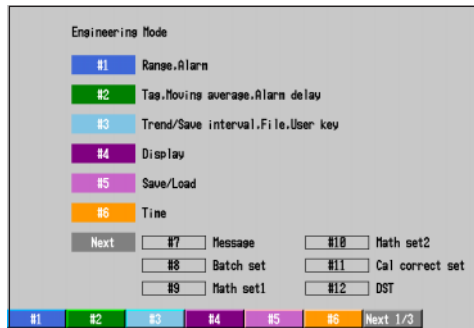 Engineering Mode
#1 Range.Alarm
#2 Tag.Moving average.Alarm delay
#3 Trend/Save interval.File.User key
#4 Display
#5 Save/Load
#6 Time
Next #7 Message #10 Math set2
#8 Batch set #11 Cal correct set
#9 Math set1 #12 DST
#1 #2 #3 #4 #5 #6 Next 1/3